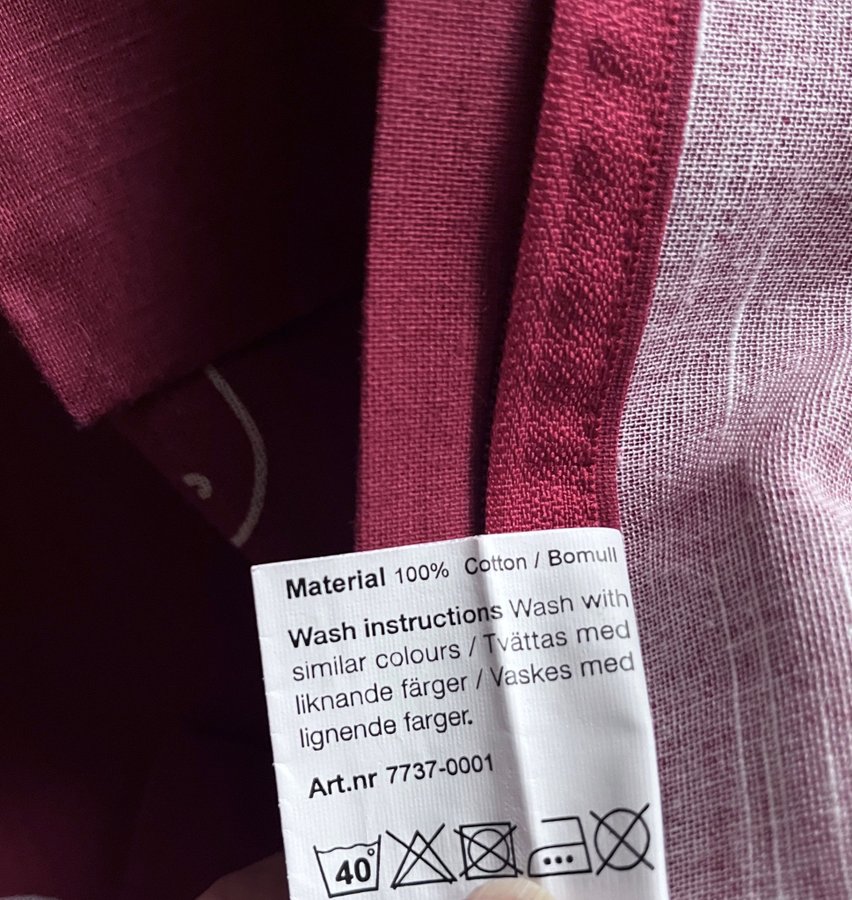 Material 100% Cotton / Bomull
Wash instructions Wash with
similar colours / Tvättas med
liknande färger / Vaskes med
lignende farger.
Art.nr 7737-0001
40°